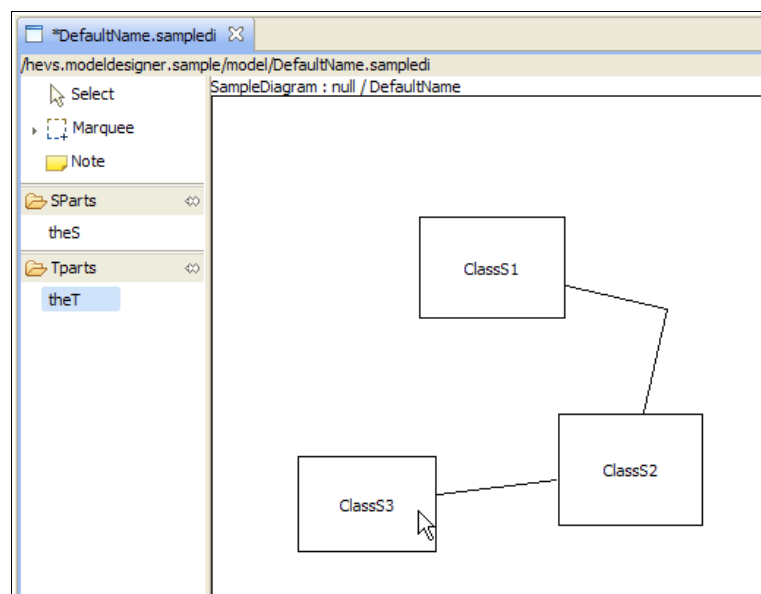 *DefaultName.sampledi
/hevs.modeldesigner.sample/model/DefaultName.sampledi
Select
Marquee
Note
SParts
theS
Tparts
theT
SampleDiagram : null / DefaultName
ClassS1
ClassS2
ClassS3